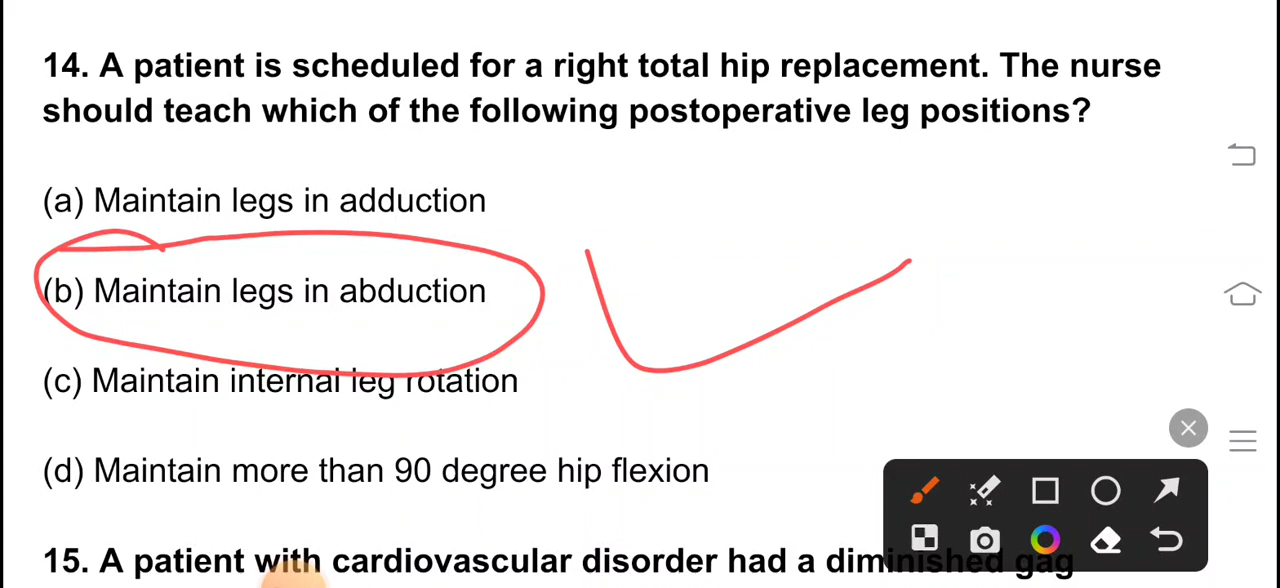 14. A patient is scheduled for a right total hip replacement. The nurse
should teach which of the following postoperative leg positions?
(a) Maintain legs in adduction
(b) Maintain legs in abduction
(c) Maintain internal leg rotation
(d) Maintain more than 90 degree hip flexion
15. A patient with cardiovascular disorder had a diminished gag